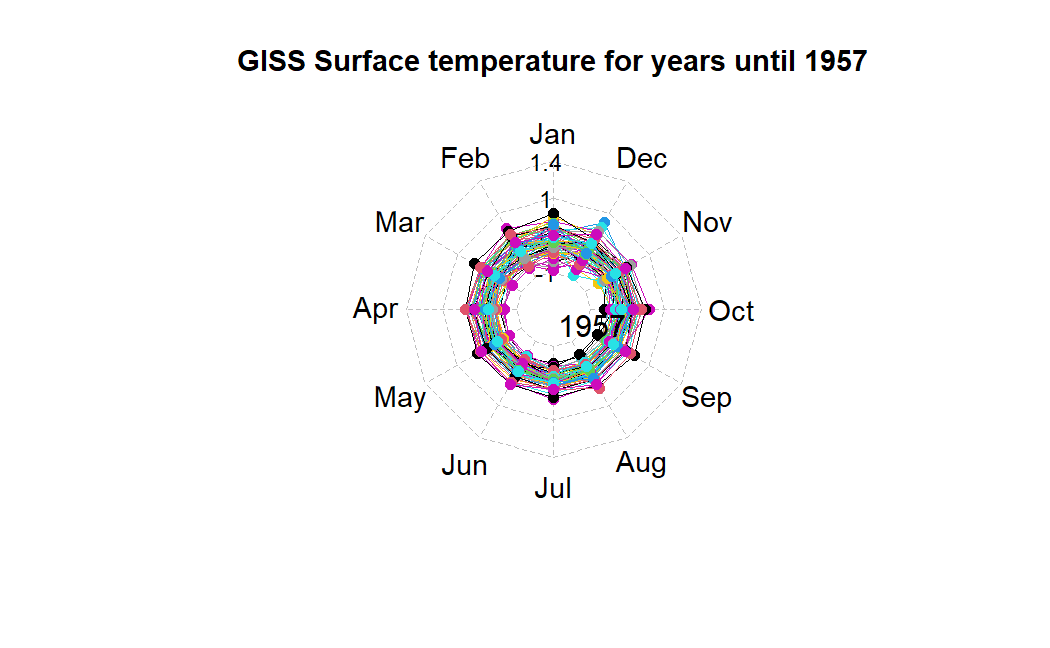 GISS Surface temperature for years until 1957
Jan
Feb
Dec
1.4
1
Mar
Nov
-1
Apr
Oct
1957
May
Sep
Jun
Aug
Jul